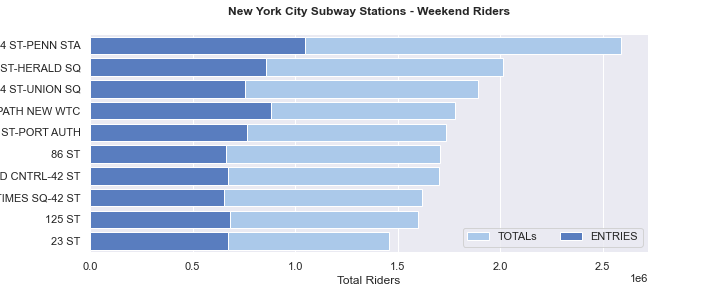 New York City Subway Stations - Weekend Riders
4 ST-PENN STA
ST-HERALD SQ
4 ST-UNION SQ
PATH NEW WTC
ST-PORT AUTH
86 ST
D CNTRL-42 ST
TIMES SQ-42 ST
125 ST
23 ST
TOTALs ENTRIES
0.0 0.5 1.0 1.5 2.0 2.5
1e6
Total Riders